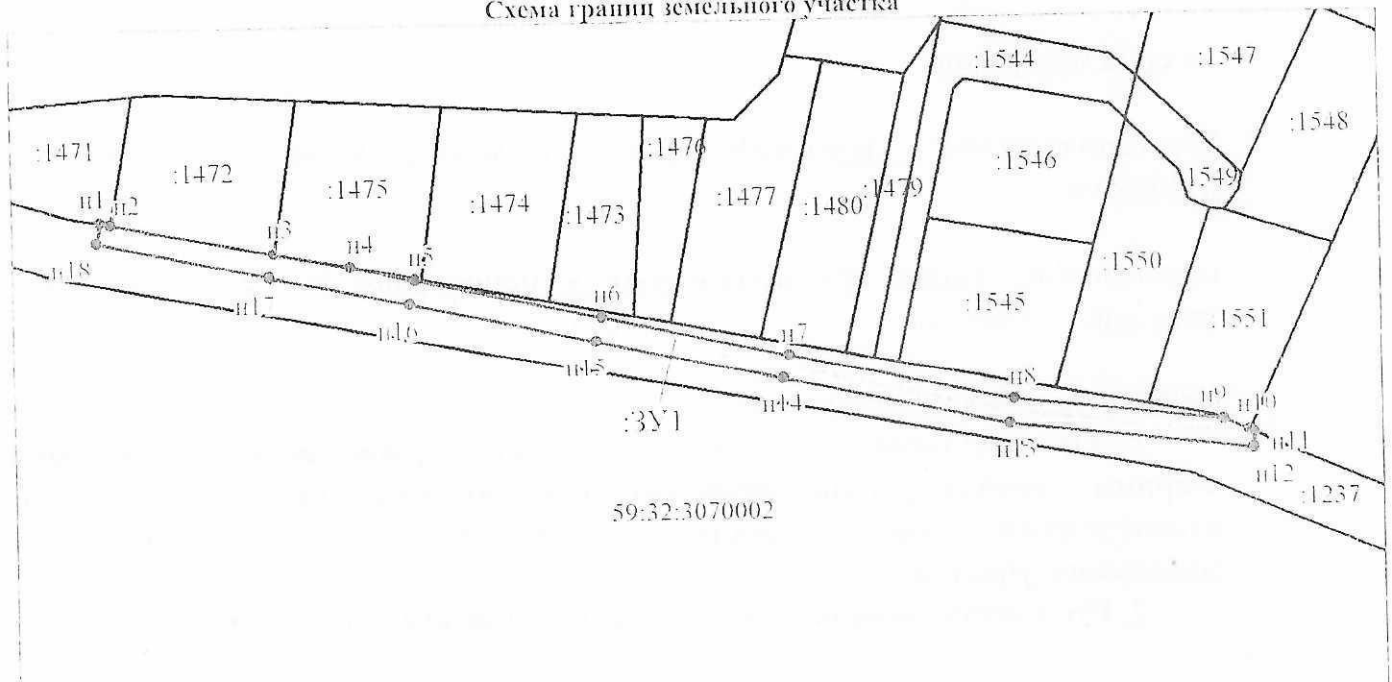 Схема границ земельного участка
:1544
:1547
:1548
:1471
:1472
:1475
:1474
:1473
:1476
:1477
:1480
:1479
:1546
1549
:1550
:1545
:1551
н1
н2
н3
н4
н5
н6
н7
н8
н9
н10
н11
н12
н13
н14
н15
н16
н17
н18
:ЗУ1
:1237
59:32:3070002